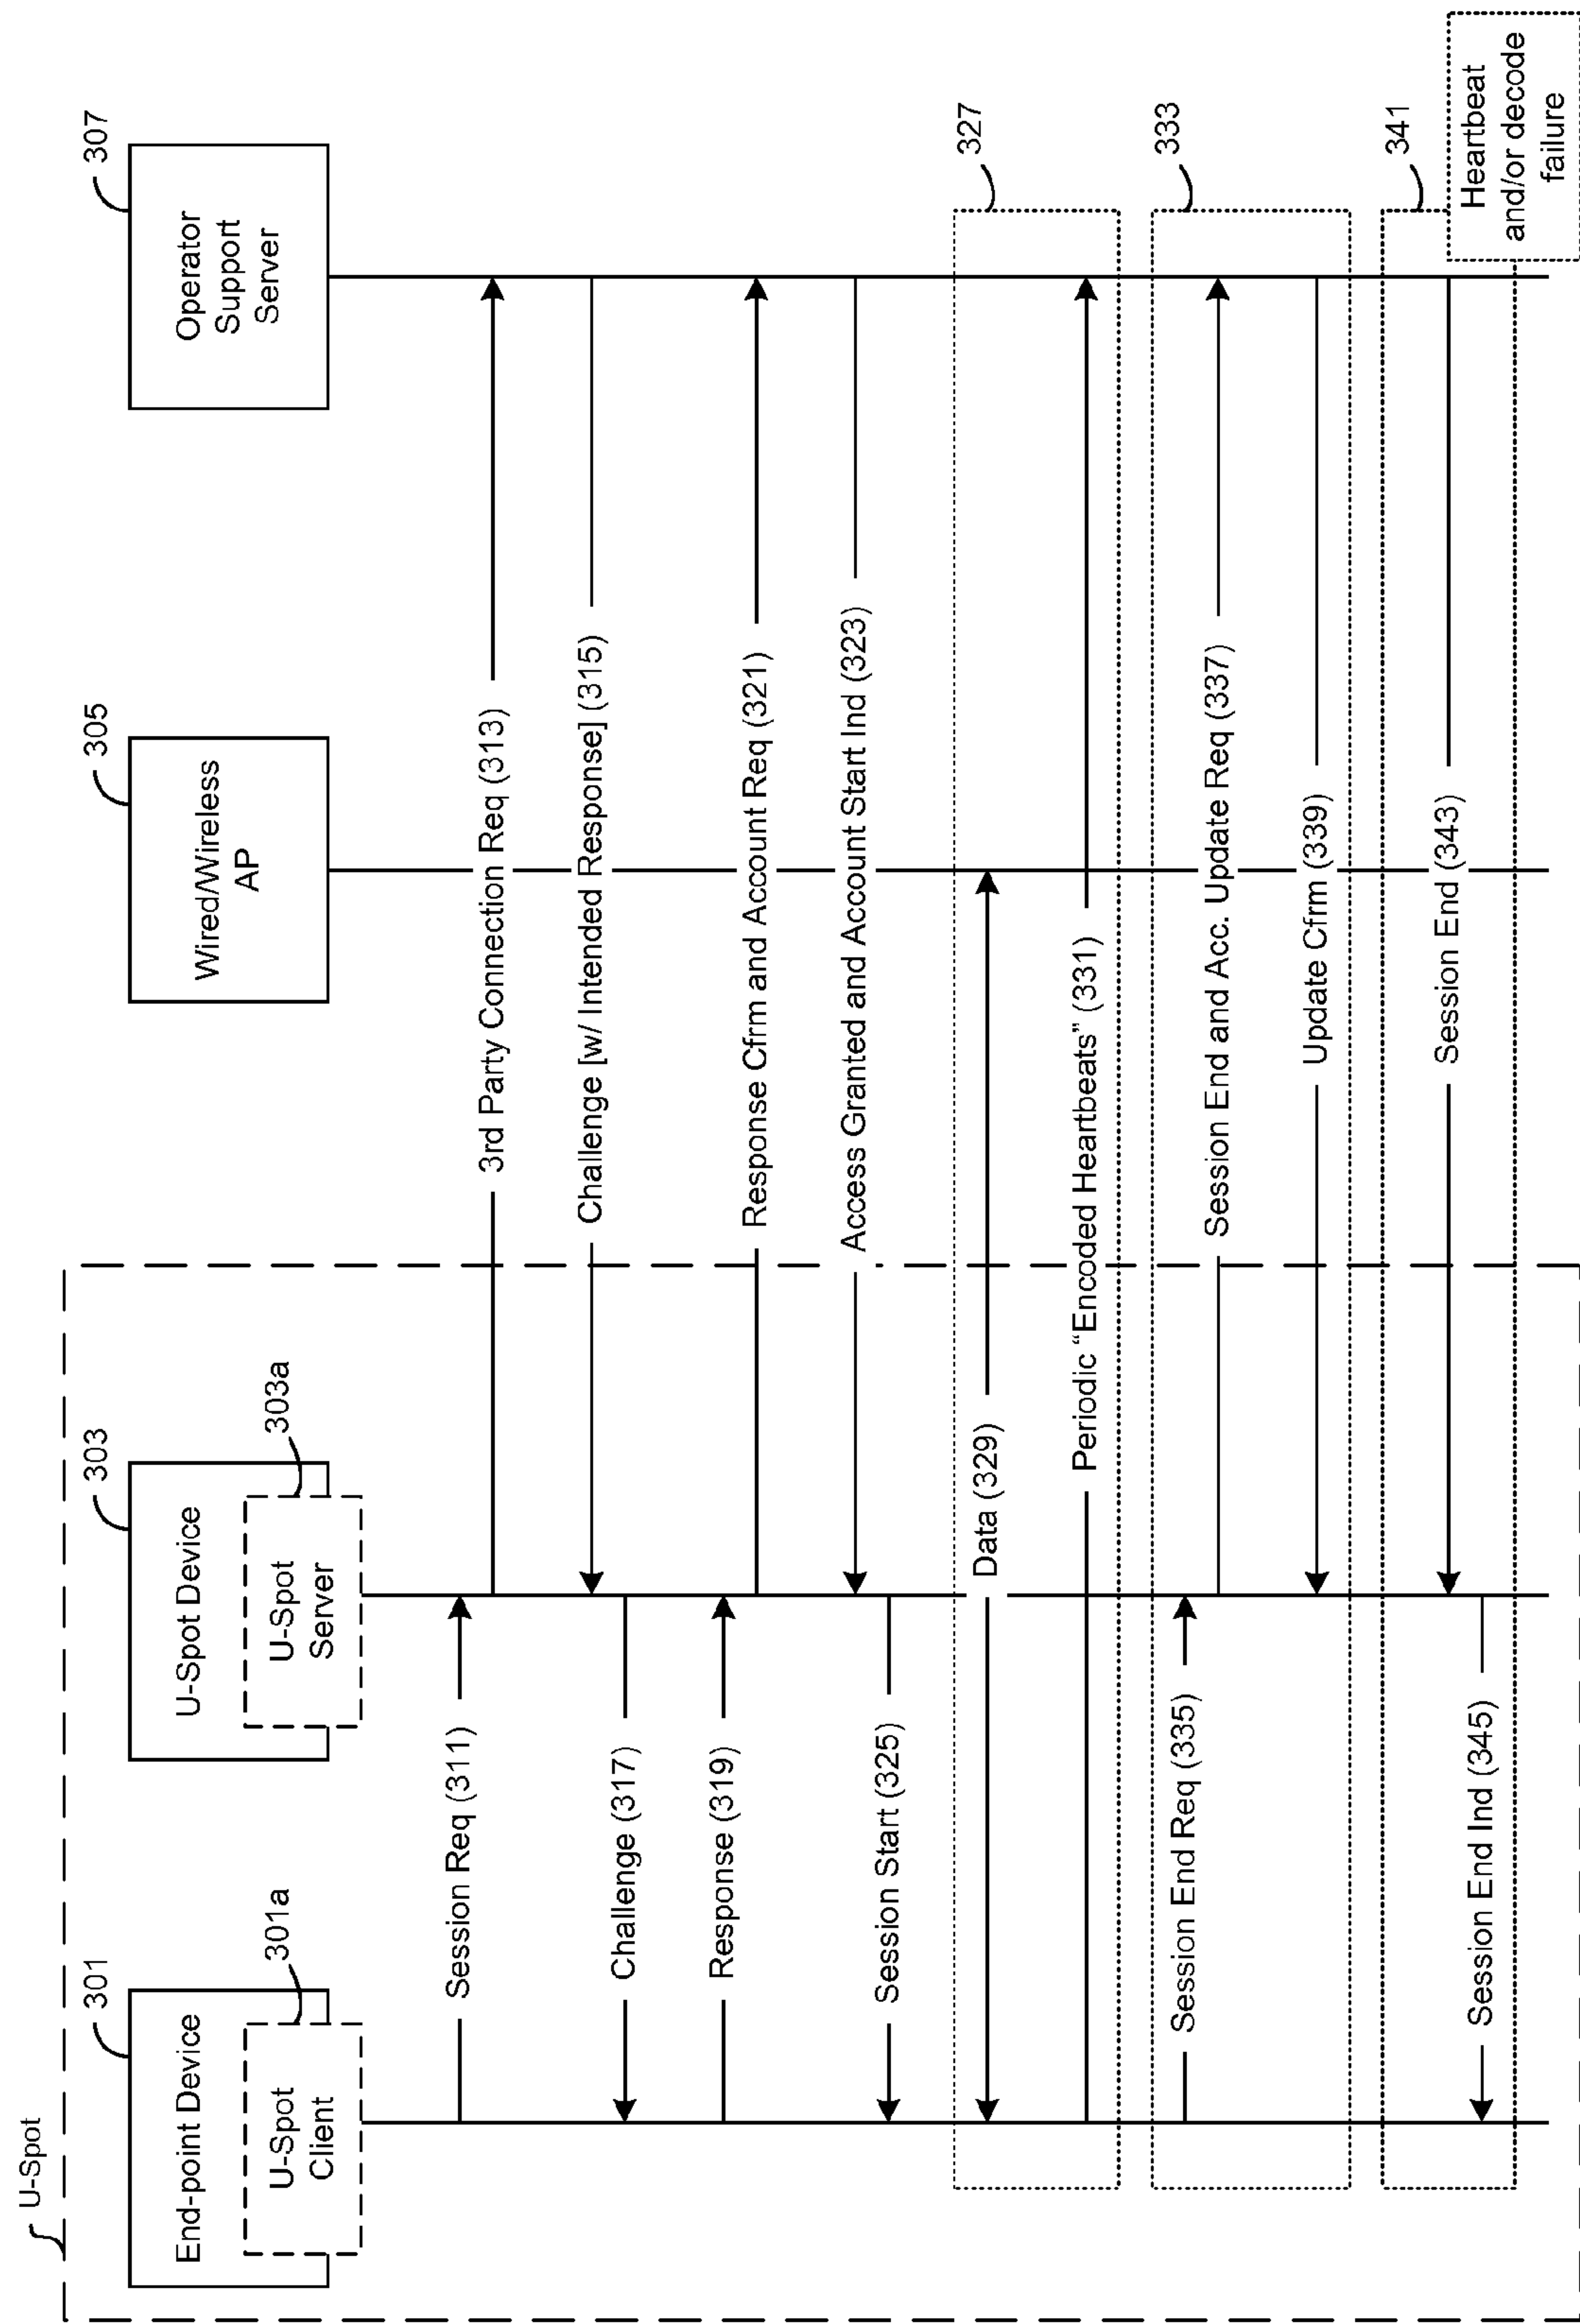 U-Spot
301
303
305
307
End-point Device
U-Spot
Client
301a
U-Spot Device
U-Spot
Server
303a
Wired/Wireless
AP
Operator
Support
Server
Session Req (311)
3rd Party Connection Req (313)
Challenge [w/ Intended Response] (315)
Challenge (317)
Response (319)
Response Cfrm and Account Req (321)
Access Granted and Account Start Ind (323)
Session Start (325)
327
Data (329)
Periodic “Encoded Heartbeats” (331)
333
Session End Req (335)
Session End and Acc. Update Req (337)
Update Cfrm (339)
341
Session End (343)
Session End Ind (345)
Heartbeat
and/or decode
failure